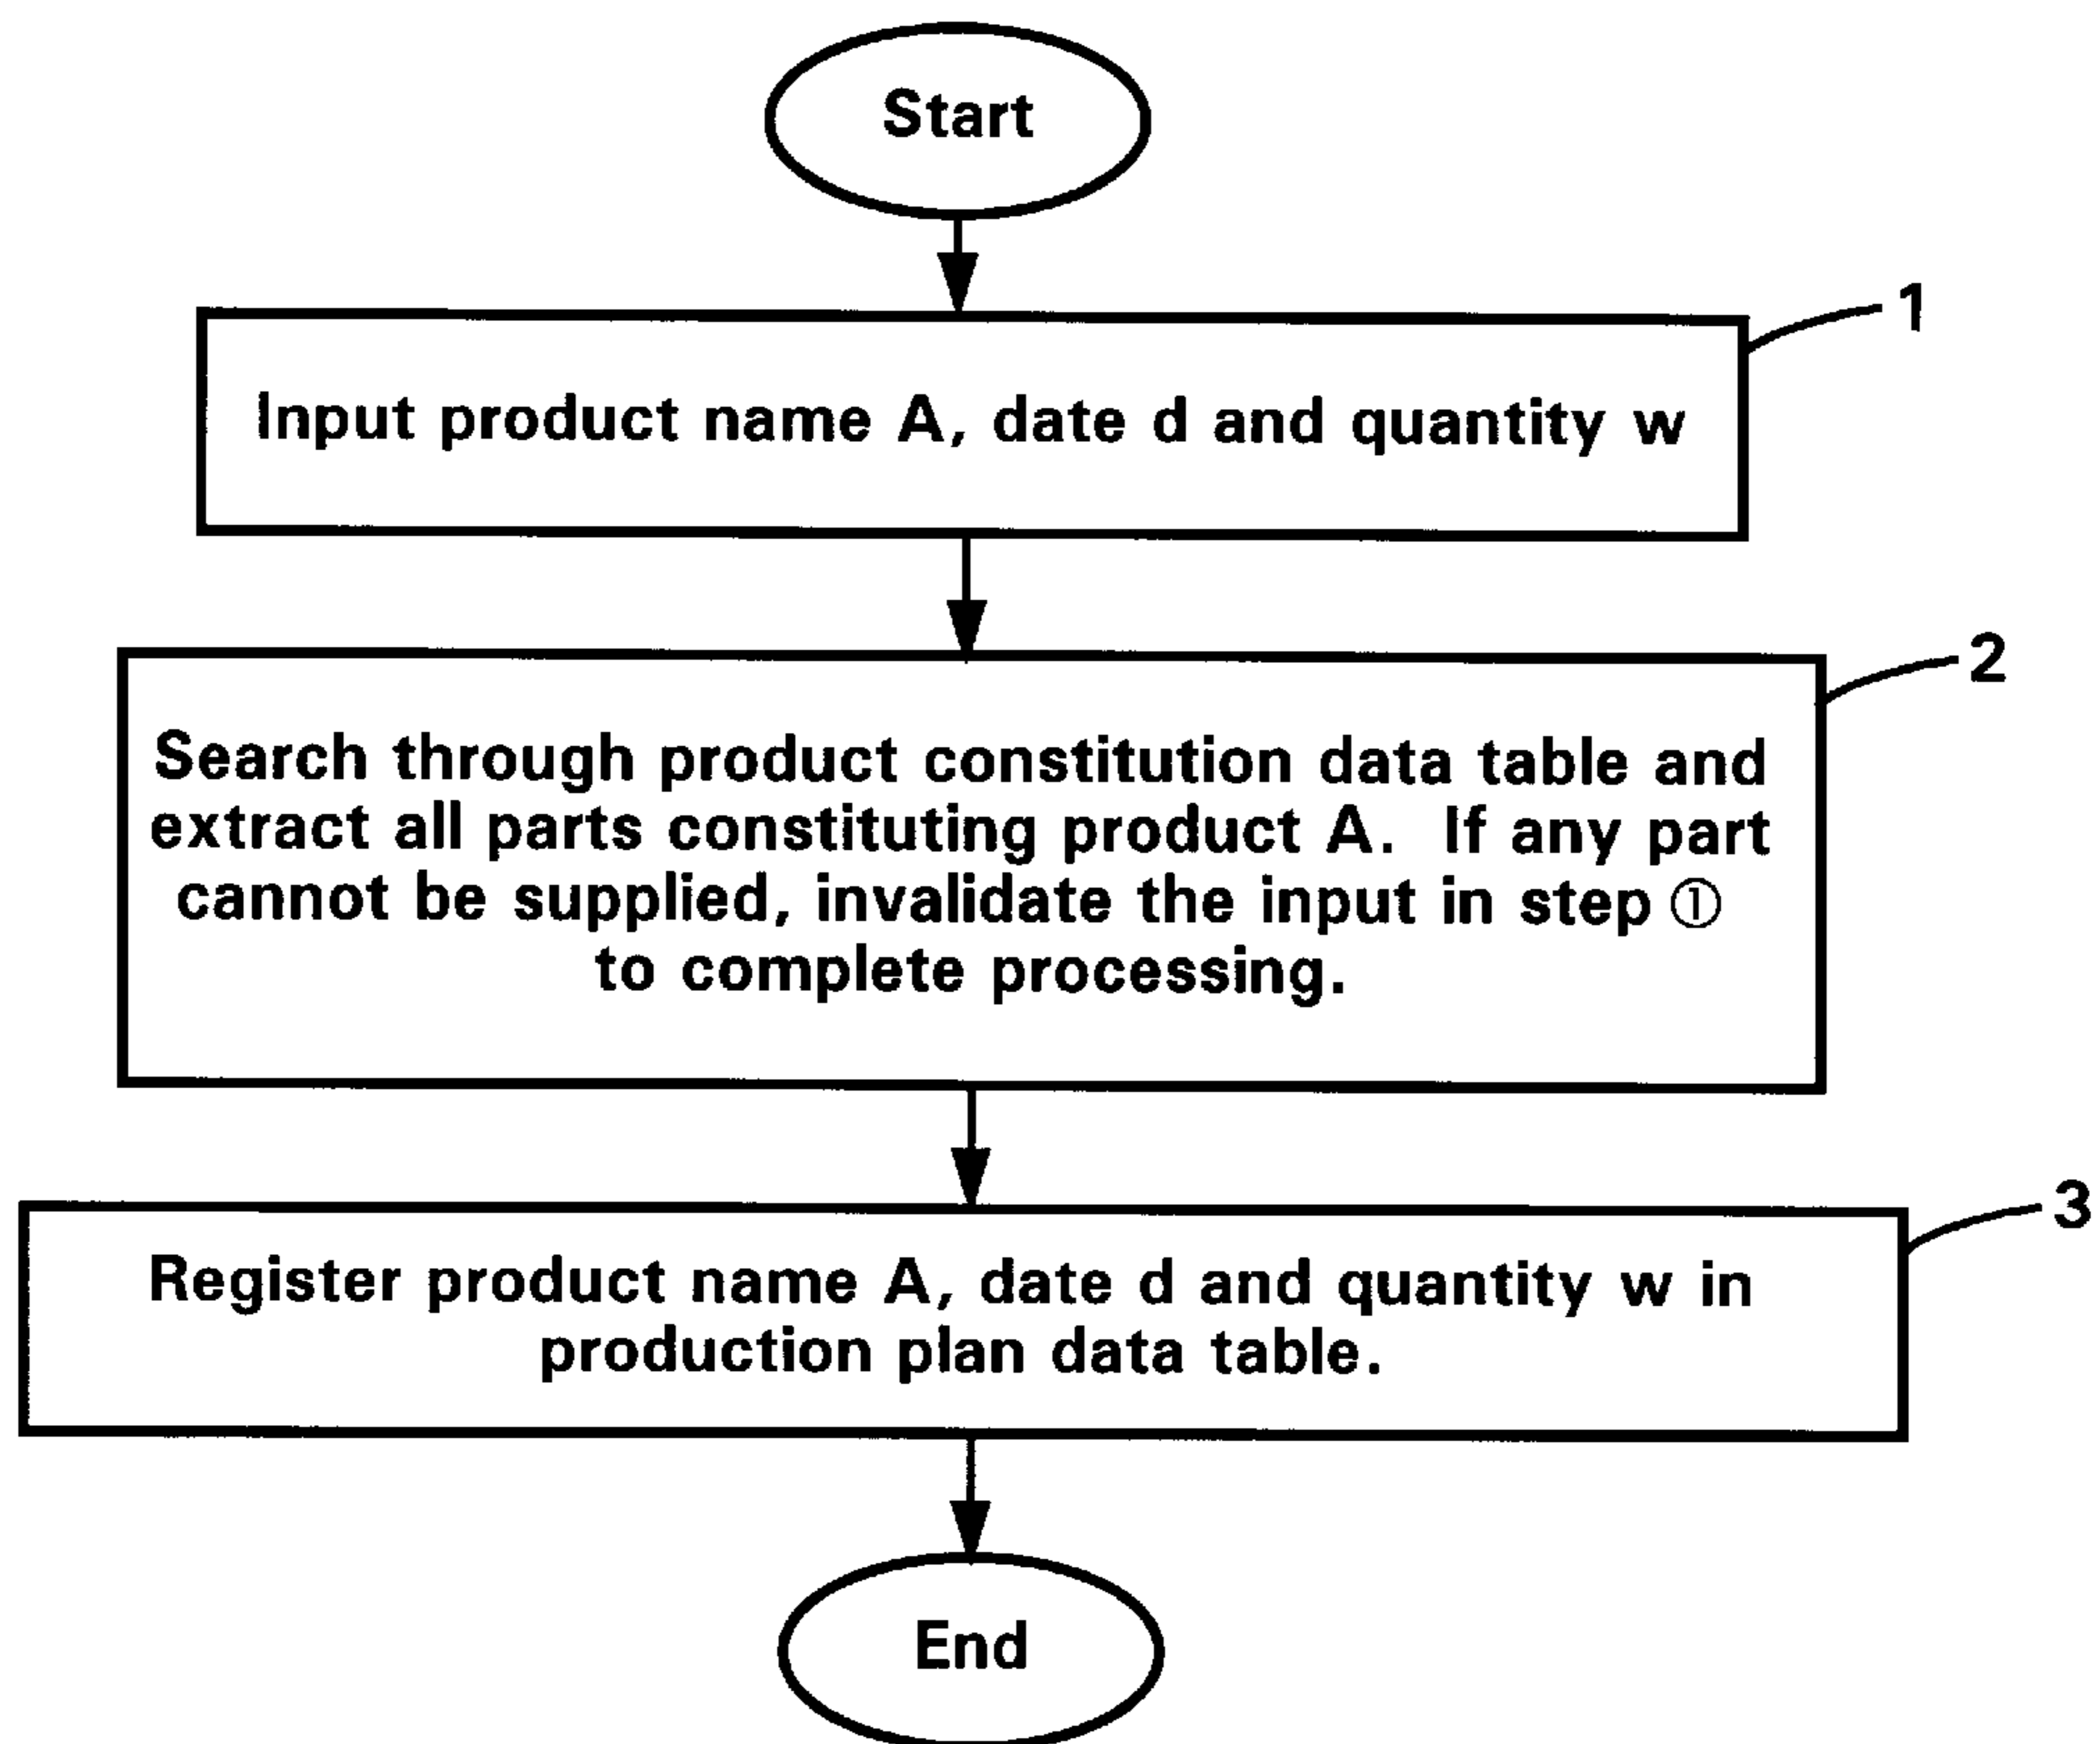 Start
1
Input product name A, date d and quantity w
2
Search through product constitution data table and
extract all parts constituting product A. If any part
cannot be supplied, invalidate the input in step ①
to complete processing.
3
Register product name A, date d and quantity w in
production plan data table.
End